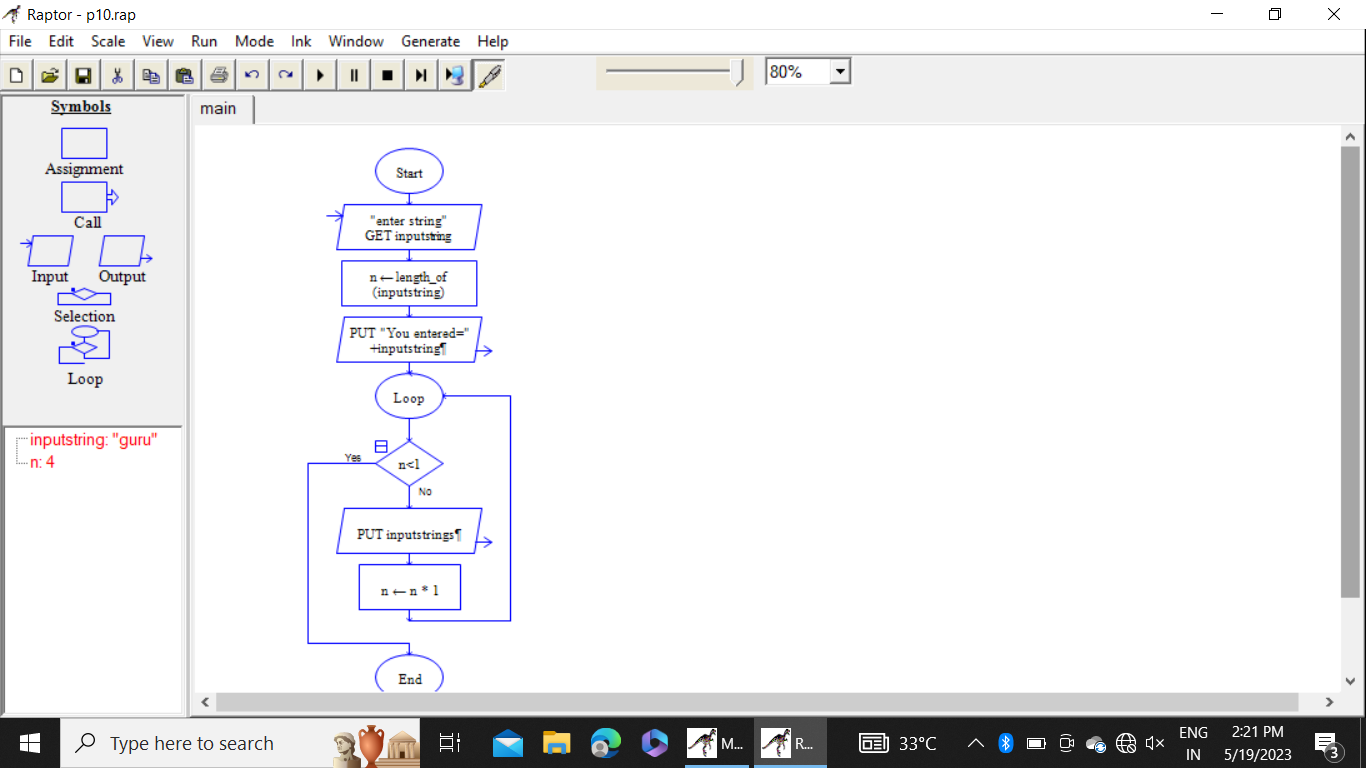 Raptor - p10.rap
File Edit Scale View Run Mode Ink Window Generate Help
80%
Symbols
Assignment
Call
Input Output
Selection
Loop
inputstring: "guru"
n: 4
main
Start
"enter string"
GET inputstring
n ← length_of
(inputstring)
PUT "You entered="
+inputstring¶
Loop
Yes
n<1
No
PUT inputstrings¶
n ← n * 1
End
Type here to search
M...
R...
33°C
ENG
IN
2:21 PM
5/19/2023
3